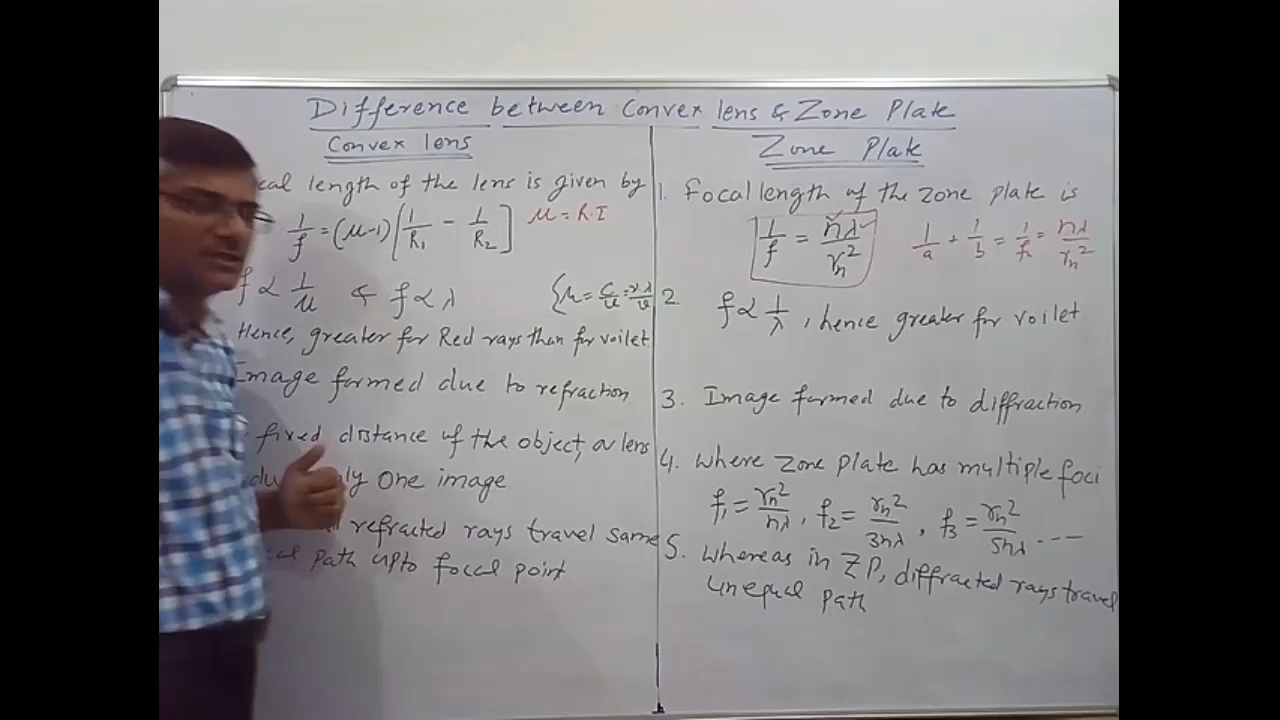 Difference between Convex lens & Zone Plate
Convex lens
length of the lens is given by
1/f = (μ-1)[1/R1 - 1/R2] μ = R.I
f ∝ 1/μ & f ∝ λ {μ = c/v = νλ/v
Hence, greater for Red rays than for voilet
Image formed due to refraction
fixed distance of the object, a lens
only one image
refracted rays travel same
path upto focal point
Zone Plate
1. Focal length of the zone plate is
1/f = nλ/rn² 1/a + 1/b = 1/fn = nλ/rn²
2. f ∝ 1/λ, hence greater for voilet
3. Image formed due to diffraction
4. Where zone plate has multiple foci
f1 = rn²/nλ, f2 = rn²/3nλ, f3 = rn²/5nλ ---
5. Whereas in ZP, diffracted rays travel
unequal path